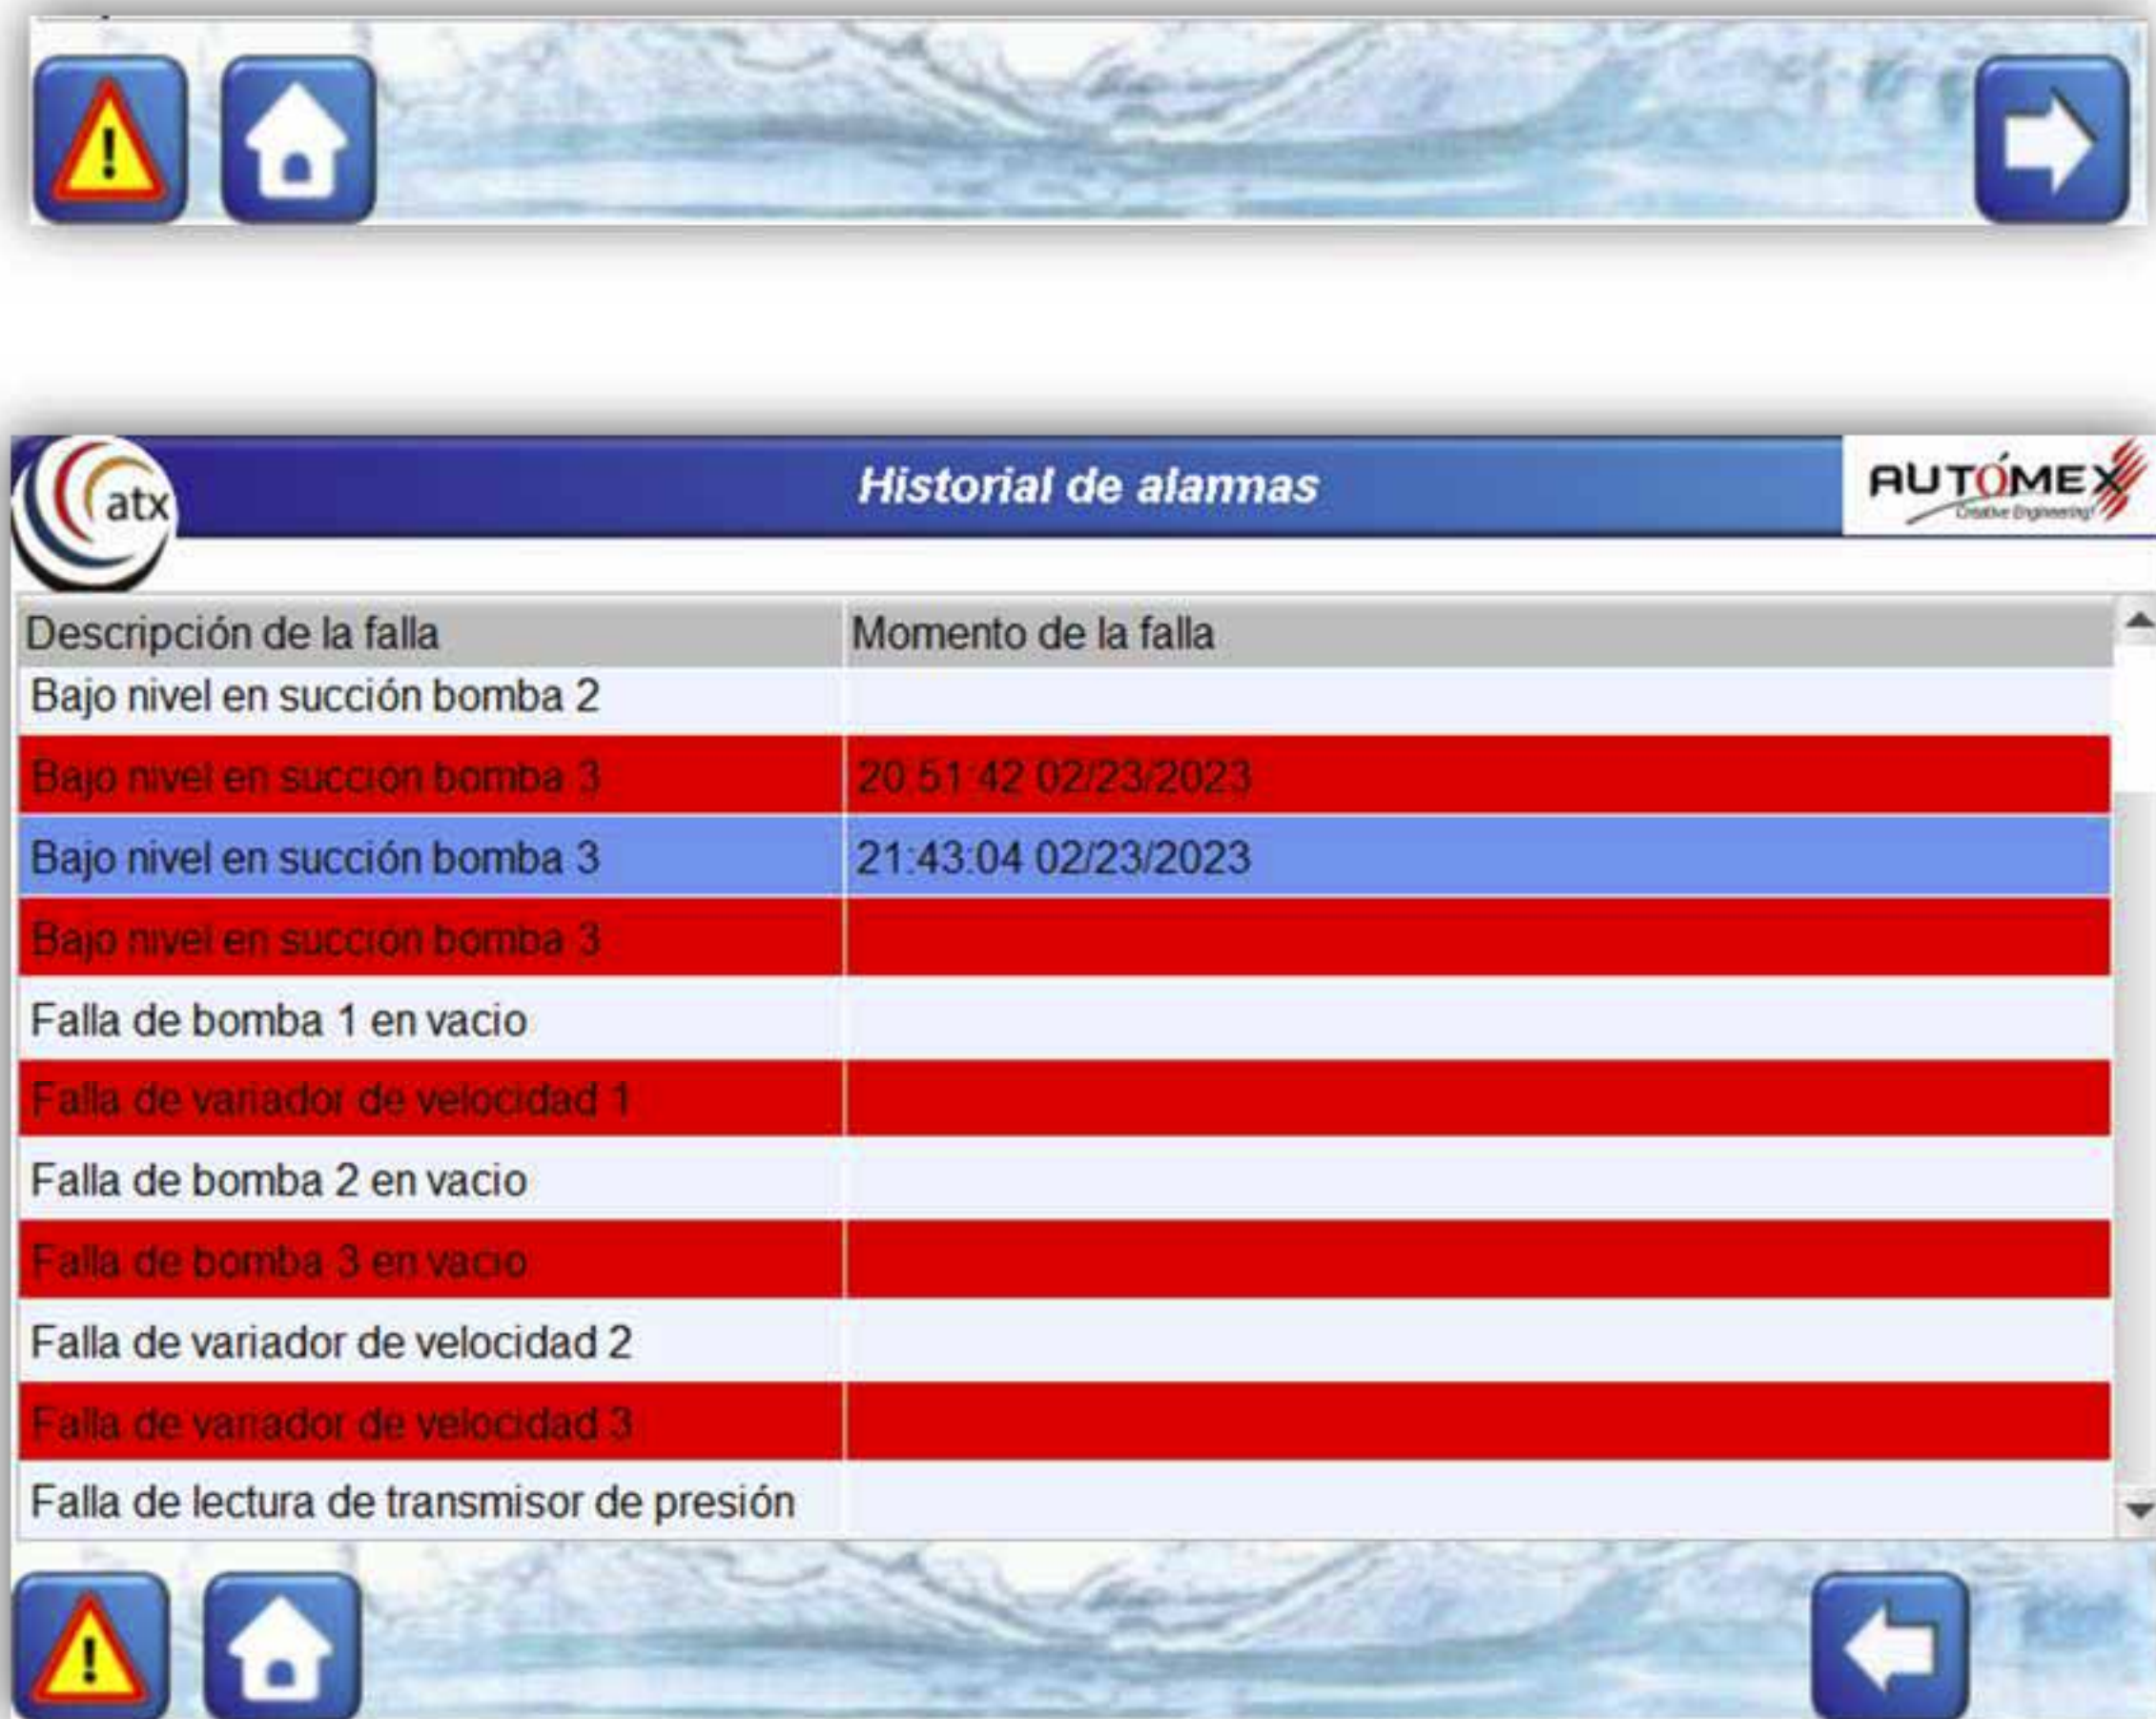 atx
Historial de alarmas
AUTÓMEX
Creative Engineering!
Descripción de la falla Momento de la falla
Bajo nivel en succión bomba 2
Bajo nivel en succión bomba 3 20:51:42 02/23/2023
Bajo nivel en succión bomba 3 21:43:04 02/23/2023
Bajo nivel en succión bomba 3
Falla de bomba 1 en vacio
Falla de variador de velocidad 1
Falla de bomba 2 en vacio
Falla de bomba 3 en vacio
Falla de variador de velocidad 2
Falla de variador de velocidad 3
Falla de lectura de transmisor de presión